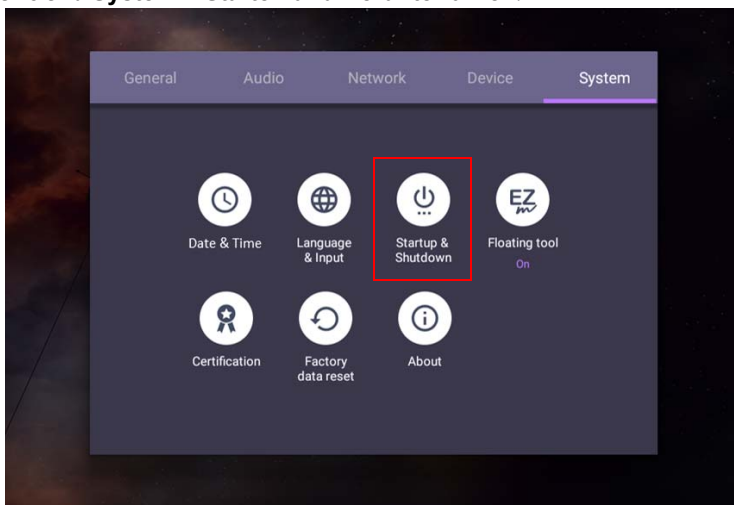 General Audio Network Device System
EZ
Date & Time
Language
& Input
Startup &
Shutdown
Floating tool
On
Certification
Factory
data reset
About